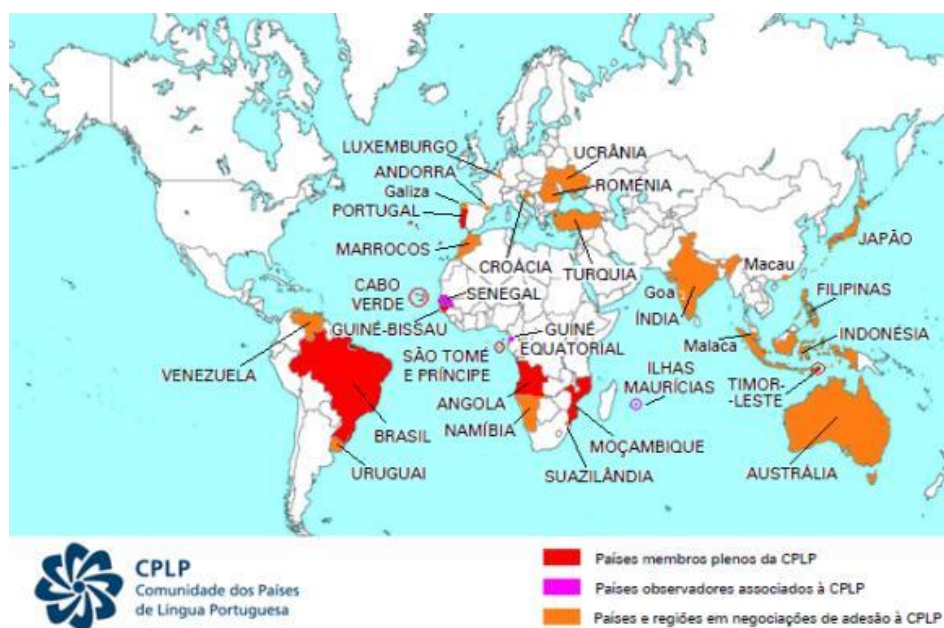 LUXEMBURGO
UCRÂNIA
ANDORRA
ROMÉNIA
Galiza
PORTUGAL
JAPÃO
MARROCOS
CROÁCIA
TURQUIA
Macau
CABO
VERDE
SENEGAL
Goa
FILIPINAS
GUINÉ-BISSAU
ÍNDIA
GUINÉ
EQUATORIAL
Malaca
INDONÉSIA
SÃO TOMÉ
E PRÍNCIPE
ILHAS
MAURÍCIAS
VENEZUELA
TIMOR-
-LESTE
ANGOLA
BRASIL
NAMÍBIA
MOÇAMBIQUE
URUGUAI
SUAZILÂNDIA
AUSTRÁLIA
CPLP
Comunidade dos Países
de Língua Portuguesa
Países membros plenos da CPLP
Países observadores associados à CPLP
Países e regiões em negociações de adesão à CPLP